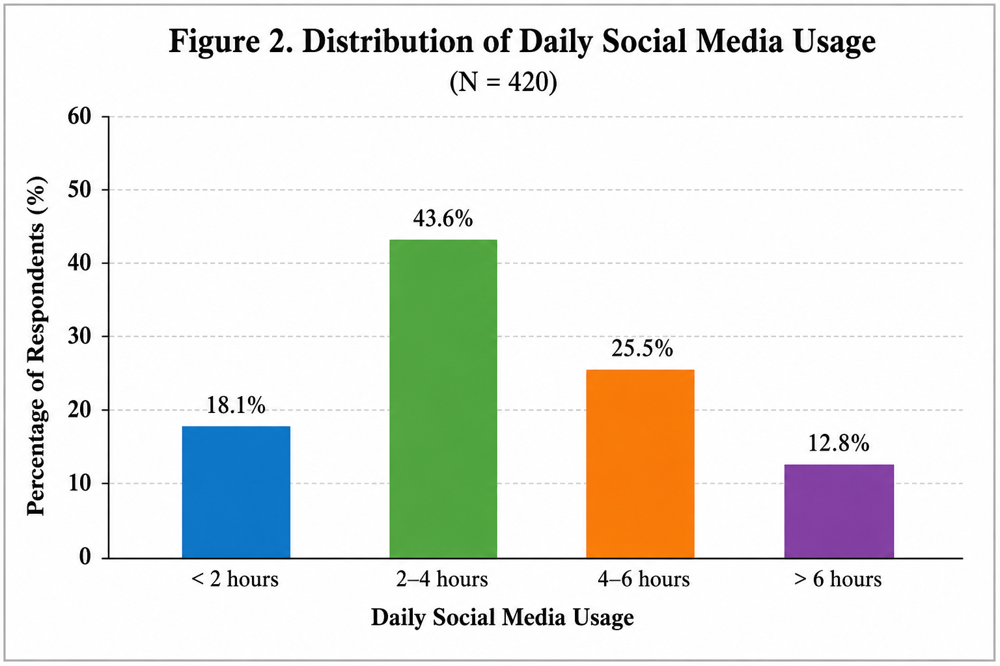 Figure 2. Distribution of Daily Social Media Usage
(N = 420)
Percentage of Respondents (%)
60
50
40
30
20
10
0
18.1%
43.6%
25.5%
12.8%
< 2 hours
2–4 hours
4–6 hours
> 6 hours
Daily Social Media Usage